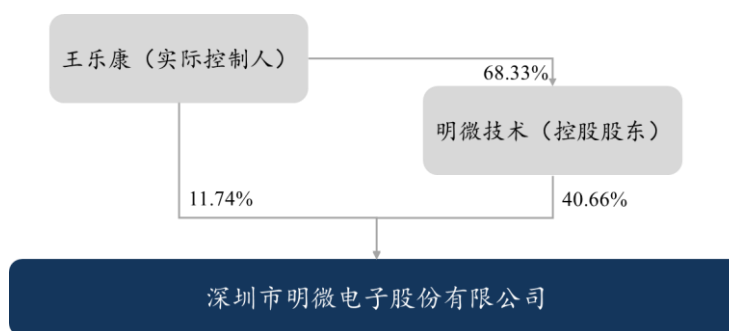 王乐康（实际控制人）
68.33%
明微技术（控股股东）
11.74%
40.66%
深圳市明微电子股份有限公司